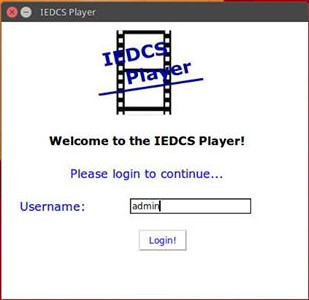 IEDCS Player
IEDCS
Player
Welcome to the IEDCS Player!
Please login to continue...
Username:
admin
Login!